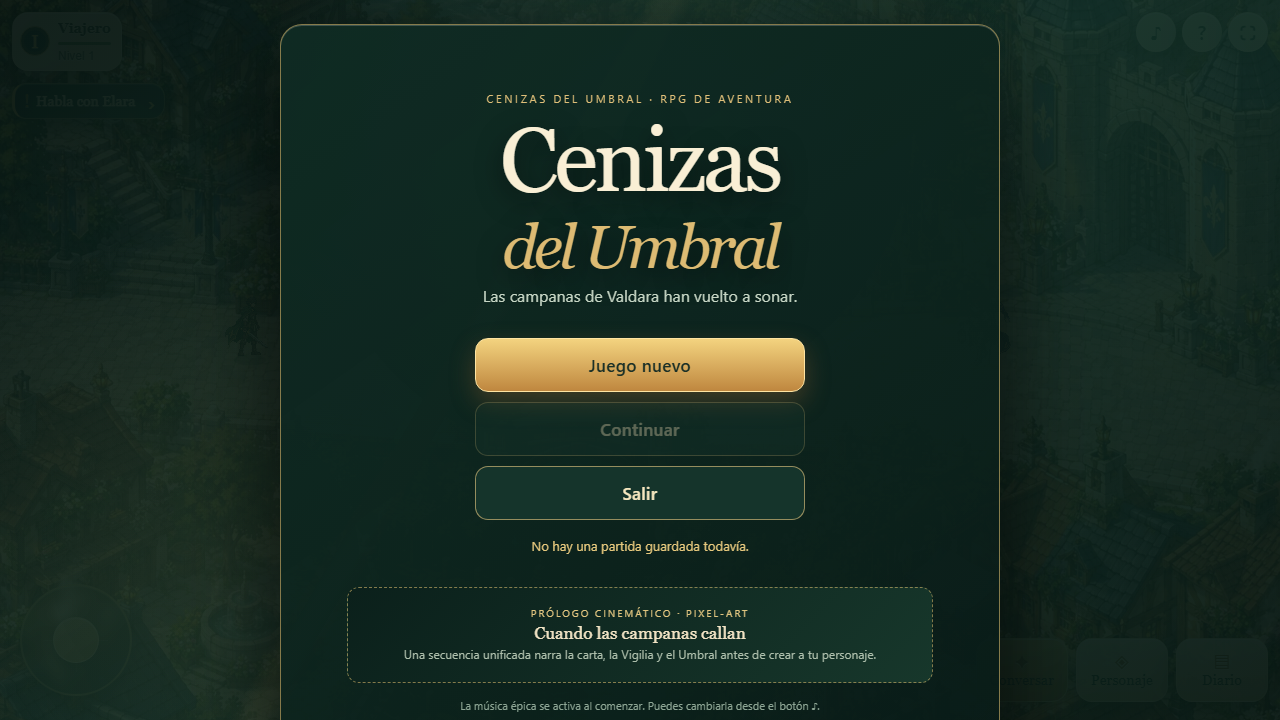 Viajero
Habla con Elara
?
CENIZAS DEL UMBRAL · RPG DE AVENTURA
Cenizas
del Umbral
Las campanas de Valdara han vuelto a sonar.
Juego nuevo
Continuar
Salir
No hay una partida guardada todavía.
PRÓLOGO CINEMÁTICO · PIXEL-ART
Cuando las campanas callan
Una secuencia unificada narra la carta, la Vigilia y el Umbral antes de crear a tu personaje.
La música épica se activa al comenzar. Puedes cambiarla desde el botón ♪.
Personaje
Diario